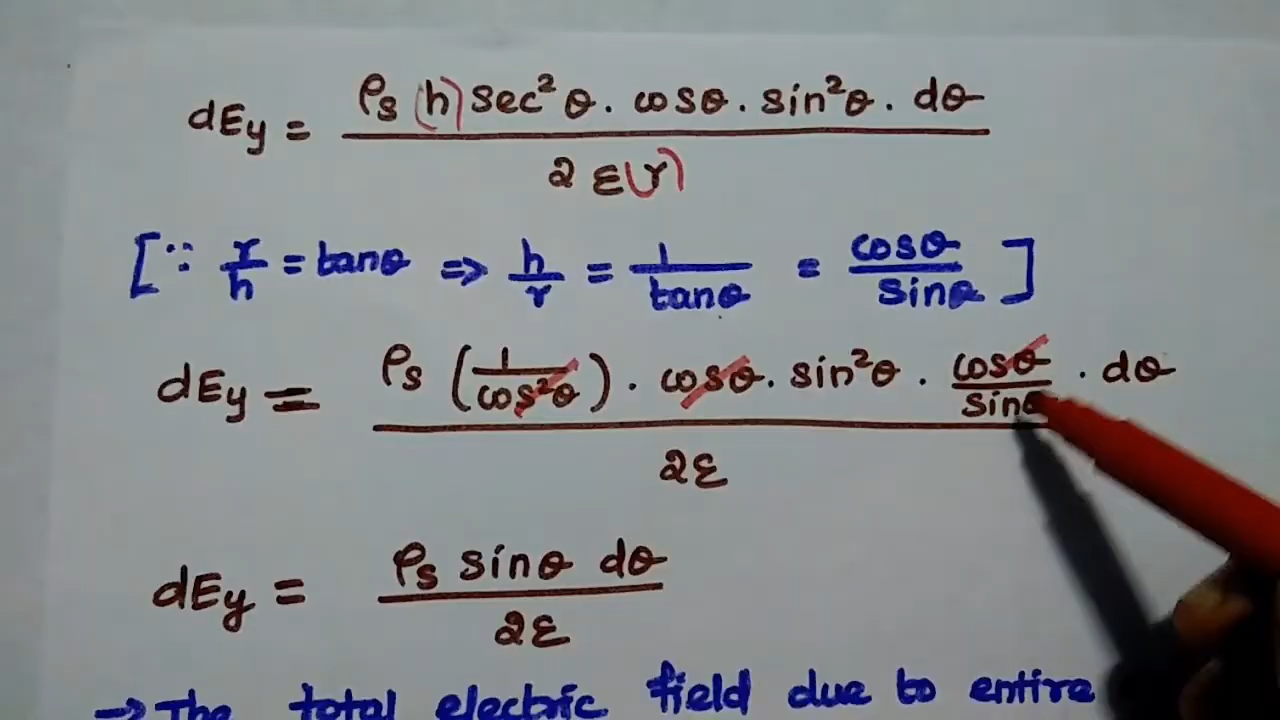 dEy = ρs (h) sec²θ . cosθ . sin²θ . dθ / 2 ε(r)
[∵ r/h = tanθ => h/r = 1/tanθ = cosθ/sinθ ]
dEy = ρs (1/cos²θ) . cosθ . sin²θ . cosθ/sinθ . dθ / 2ε
dEy = ρs sinθ dθ / 2ε
→ The total electric field due to entire